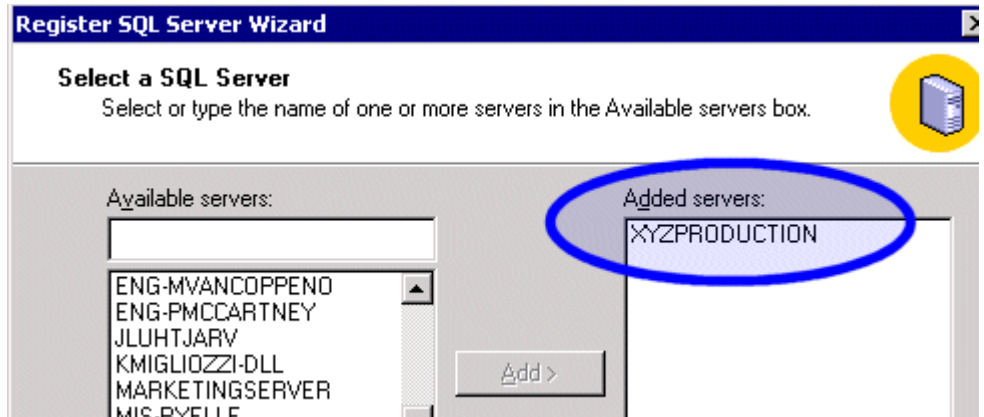 Register SQL Server Wizard
Select a SQL Server
Select or type the name of one or more servers in the Available servers box.
Available servers:
ENG-MVANCOPPENO
ENG-PMCCARTNEY
JLUHTJARV
KMIGLIOZZI-DLL
MARKETINGSERVER
Add >
Added servers:
XYZPRODUCTION